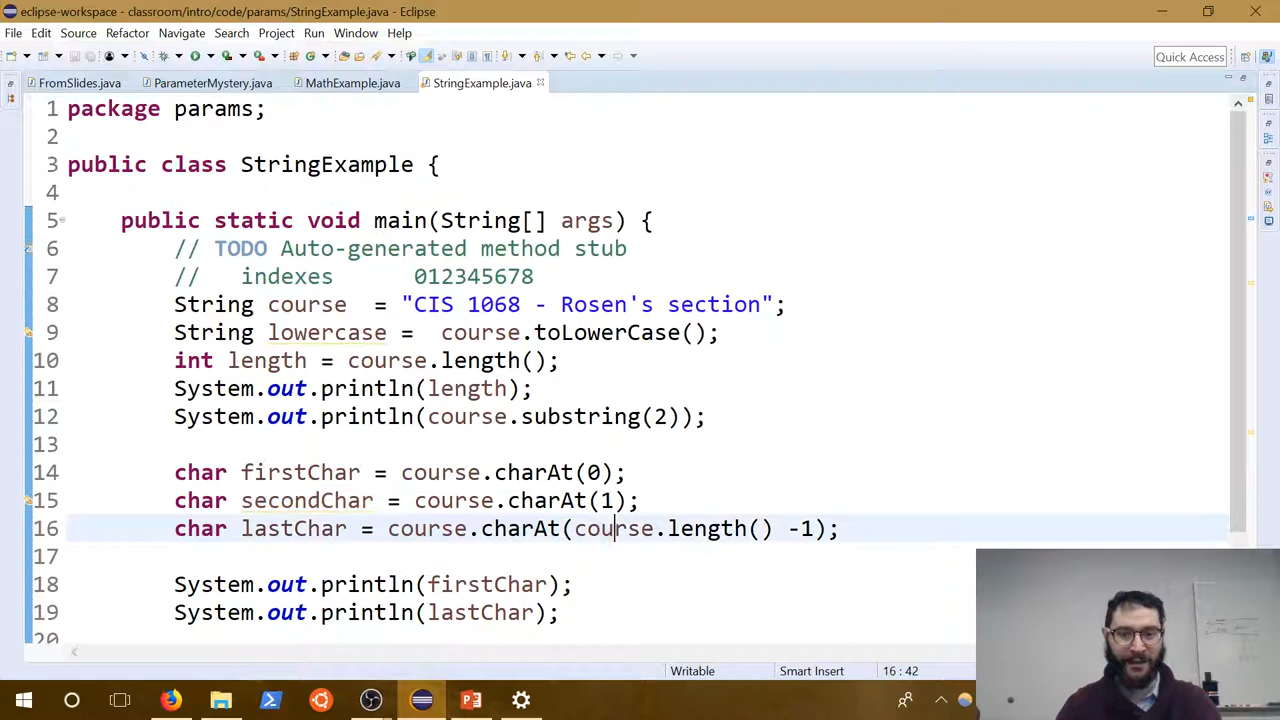 eclipse-workspace - classroom/intro/code/params/StringExample.java - Eclipse
File Edit Source Refactor Navigate Search Project Run Window Help
Quick Access
FromSlides.java ParameterMystery.java MathExample.java StringExample.java
1 package params;
2
3 public class StringExample {
4
5 public static void main(String[] args) {
6 // TODO Auto-generated method stub
7 // indexes 012345678
8 String course = "CIS 1068 - Rosen's section";
9 String lowercase = course.toLowerCase();
10 int length = course.length();
11 System.out.println(length);
12 System.out.println(course.substring(2));
13
14 char firstChar = course.charAt(0);
15 char secondChar = course.charAt(1);
16 char lastChar = course.charAt(course.length() -1);
17
18 System.out.println(firstChar);
19 System.out.println(lastChar);
20
Writable Smart Insert 16 : 42